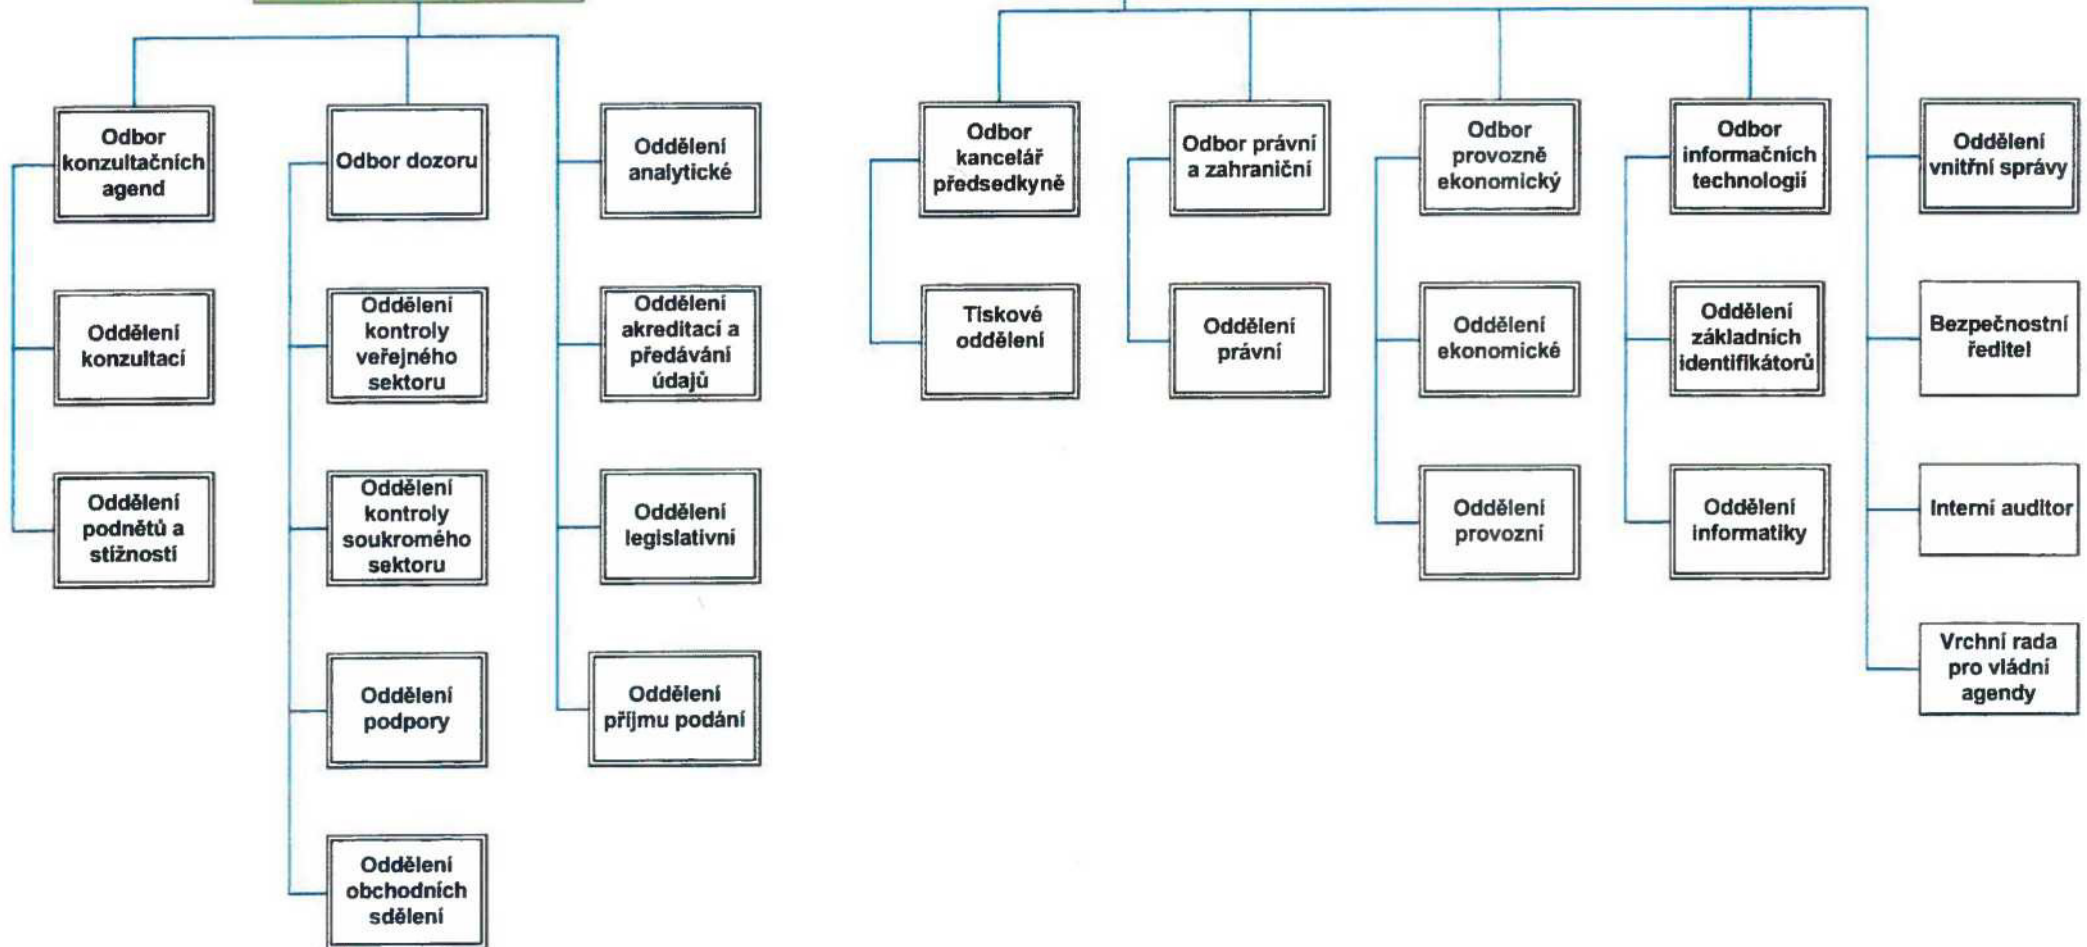 Odbor
konzultačních
agend
Oddělení
konzultací
Oddělení
podnětů a
stížností
Odbor dozoru
Oddělení
kontroly
veřejného
sektoru
Oddělení
kontroly
soukromého
sektoru
Oddělení
podpory
Oddělení
obchodních
sdělení
Oddělení
analytické
Oddělení
akreditací a
předávání
údajů
Oddělení
legislativní
Oddělení
příjmu podání
Odbor
kancelář
předsedkyně
Tiskové
oddělení
Odbor právní
a zahraniční
Oddělení
právní
Odbor
provozně
ekonomický
Oddělení
ekonomické
Oddělení
provozní
Odbor
informačních
technologií
Oddělení
základních
identifikátorů
Oddělení
informatiky
Oddělení
vnitřní správy
Bezpečnostní
ředitel
Interní auditor
Vrchní rada
pro vládní
agendy